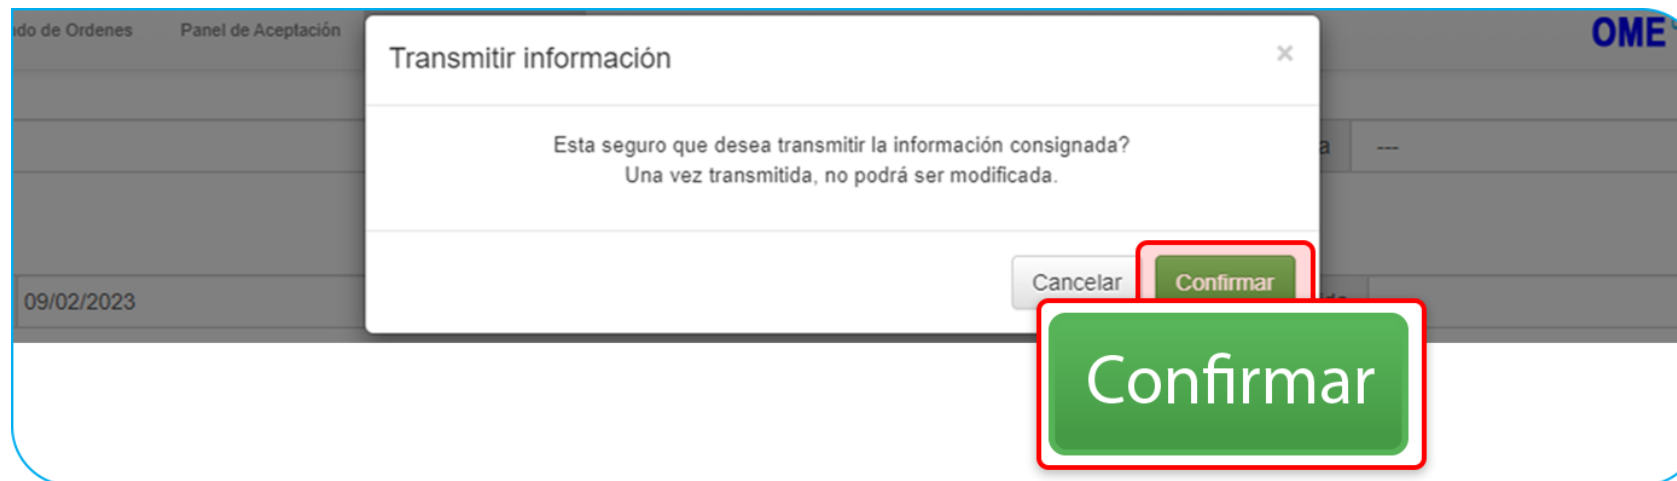 do de Ordenes Panel de Aceptación
OME
Transmitir información ×
Esta seguro que desea transmitir la información consignada?
Una vez transmitida, no podrá ser modificada.
a ---
Cancelar Confirmar
09/02/2023
Confirmar